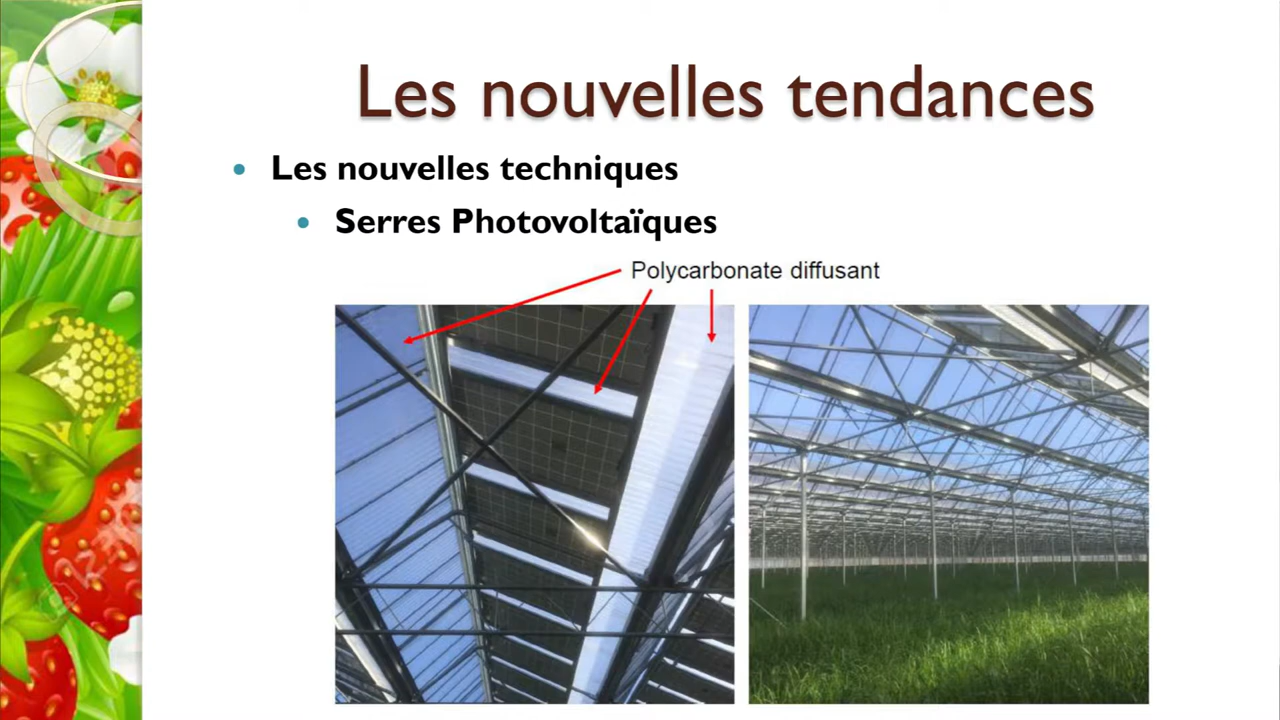 Les nouvelles tendances
Les nouvelles techniques
Serres Photovoltaïques
Polycarbonate diffusant